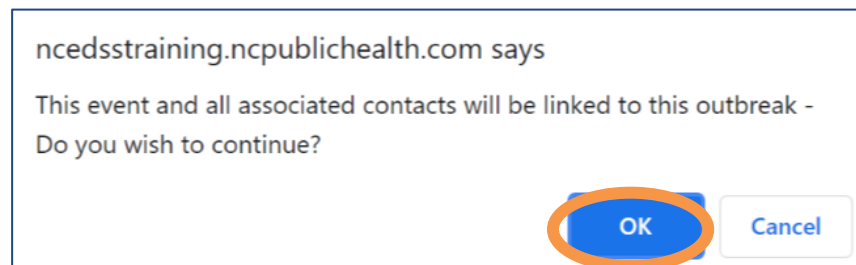 ncedsstraining.ncpublichealth.com says
This event and all associated contacts will be linked to this outbreak -
Do you wish to continue?
OK Cancel